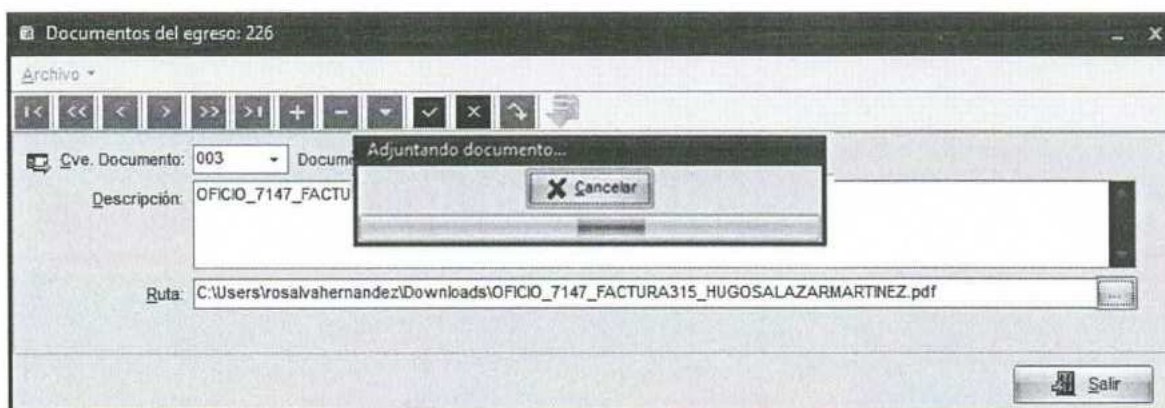 Documentos del egreso: 226
Archivo
Cve. Documento: 003 Docume
Adjuntando documento...
Cancelar
Descripción: OFICIO_7147_FACTU
Ruta: C:\Users\rosalvahernandez\Downloads\OFICIO_7147_FACTURA315_HUGOSALAZARMARTINEZ.pdf
...
Salir